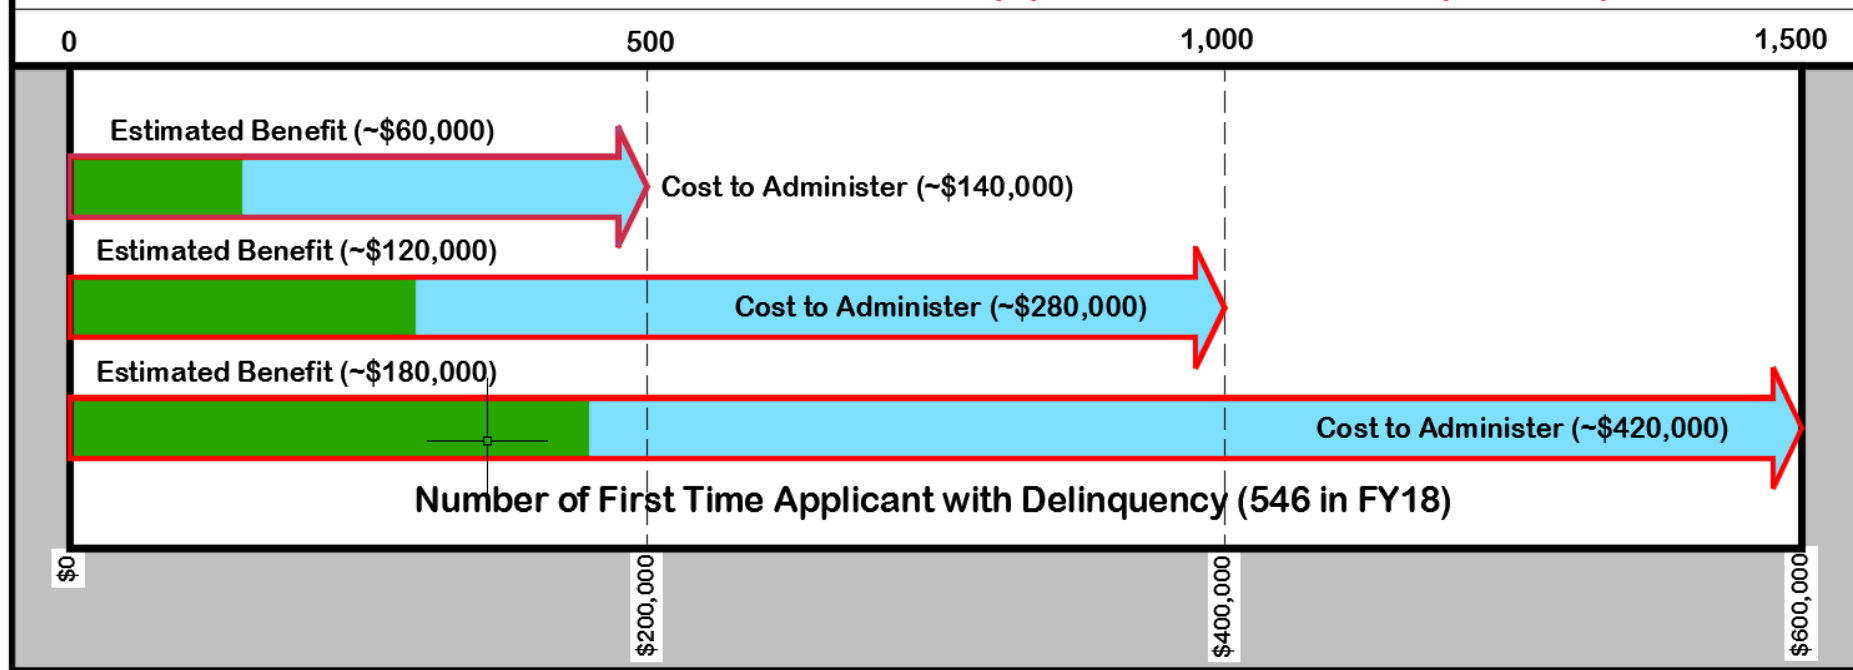 0 500 1,000 1,500
Estimated Benefit (~$60,000)
Cost to Administer (~$140,000)
Estimated Benefit (~$120,000)
Cost to Administer (~$280,000)
Estimated Benefit (~$180,000)
Cost to Administer (~$420,000)
Number of First Time Applicant with Delinquency (546 in FY18)
$0 $200,000 $400,000 $600,000